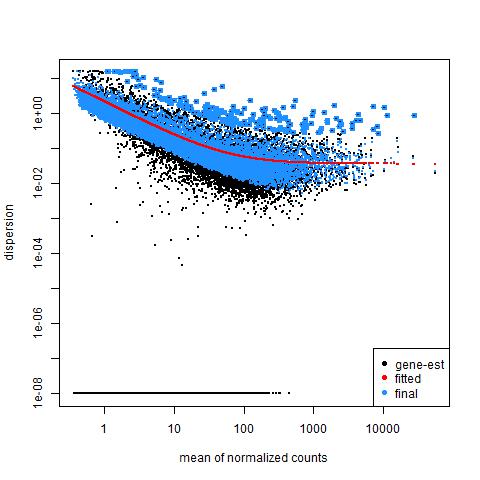 1e+00
1e-02
1e-04
1e-06
1e-08
dispersion
gene-est
fitted
final
1 10 100 1000 10000
mean of normalized counts